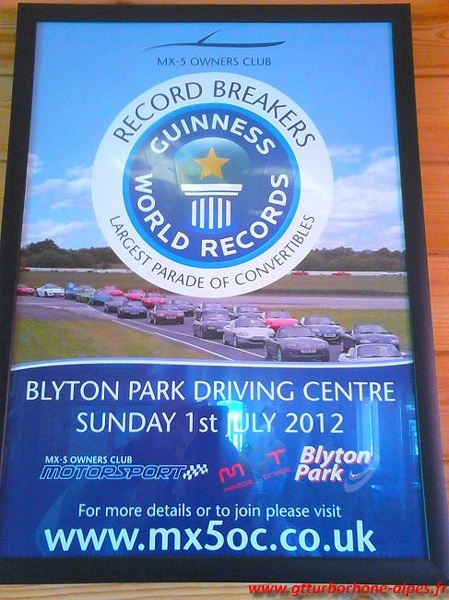 MX-5 OWNERS CLUB
RECORD BREAKERS
GUINNESS
WORLD RECORDS
LARGEST PARADE OF CONVERTIBLES
BLYTON PARK DRIVING CENTRE
SUNDAY 1st JULY 2012
MX-5 OWNERS CLUB
MOTORSPORT
Blyton
Park
For more details or to join please visit
www.mx5oc.co.uk
www.gtturborhone-alpes.fr